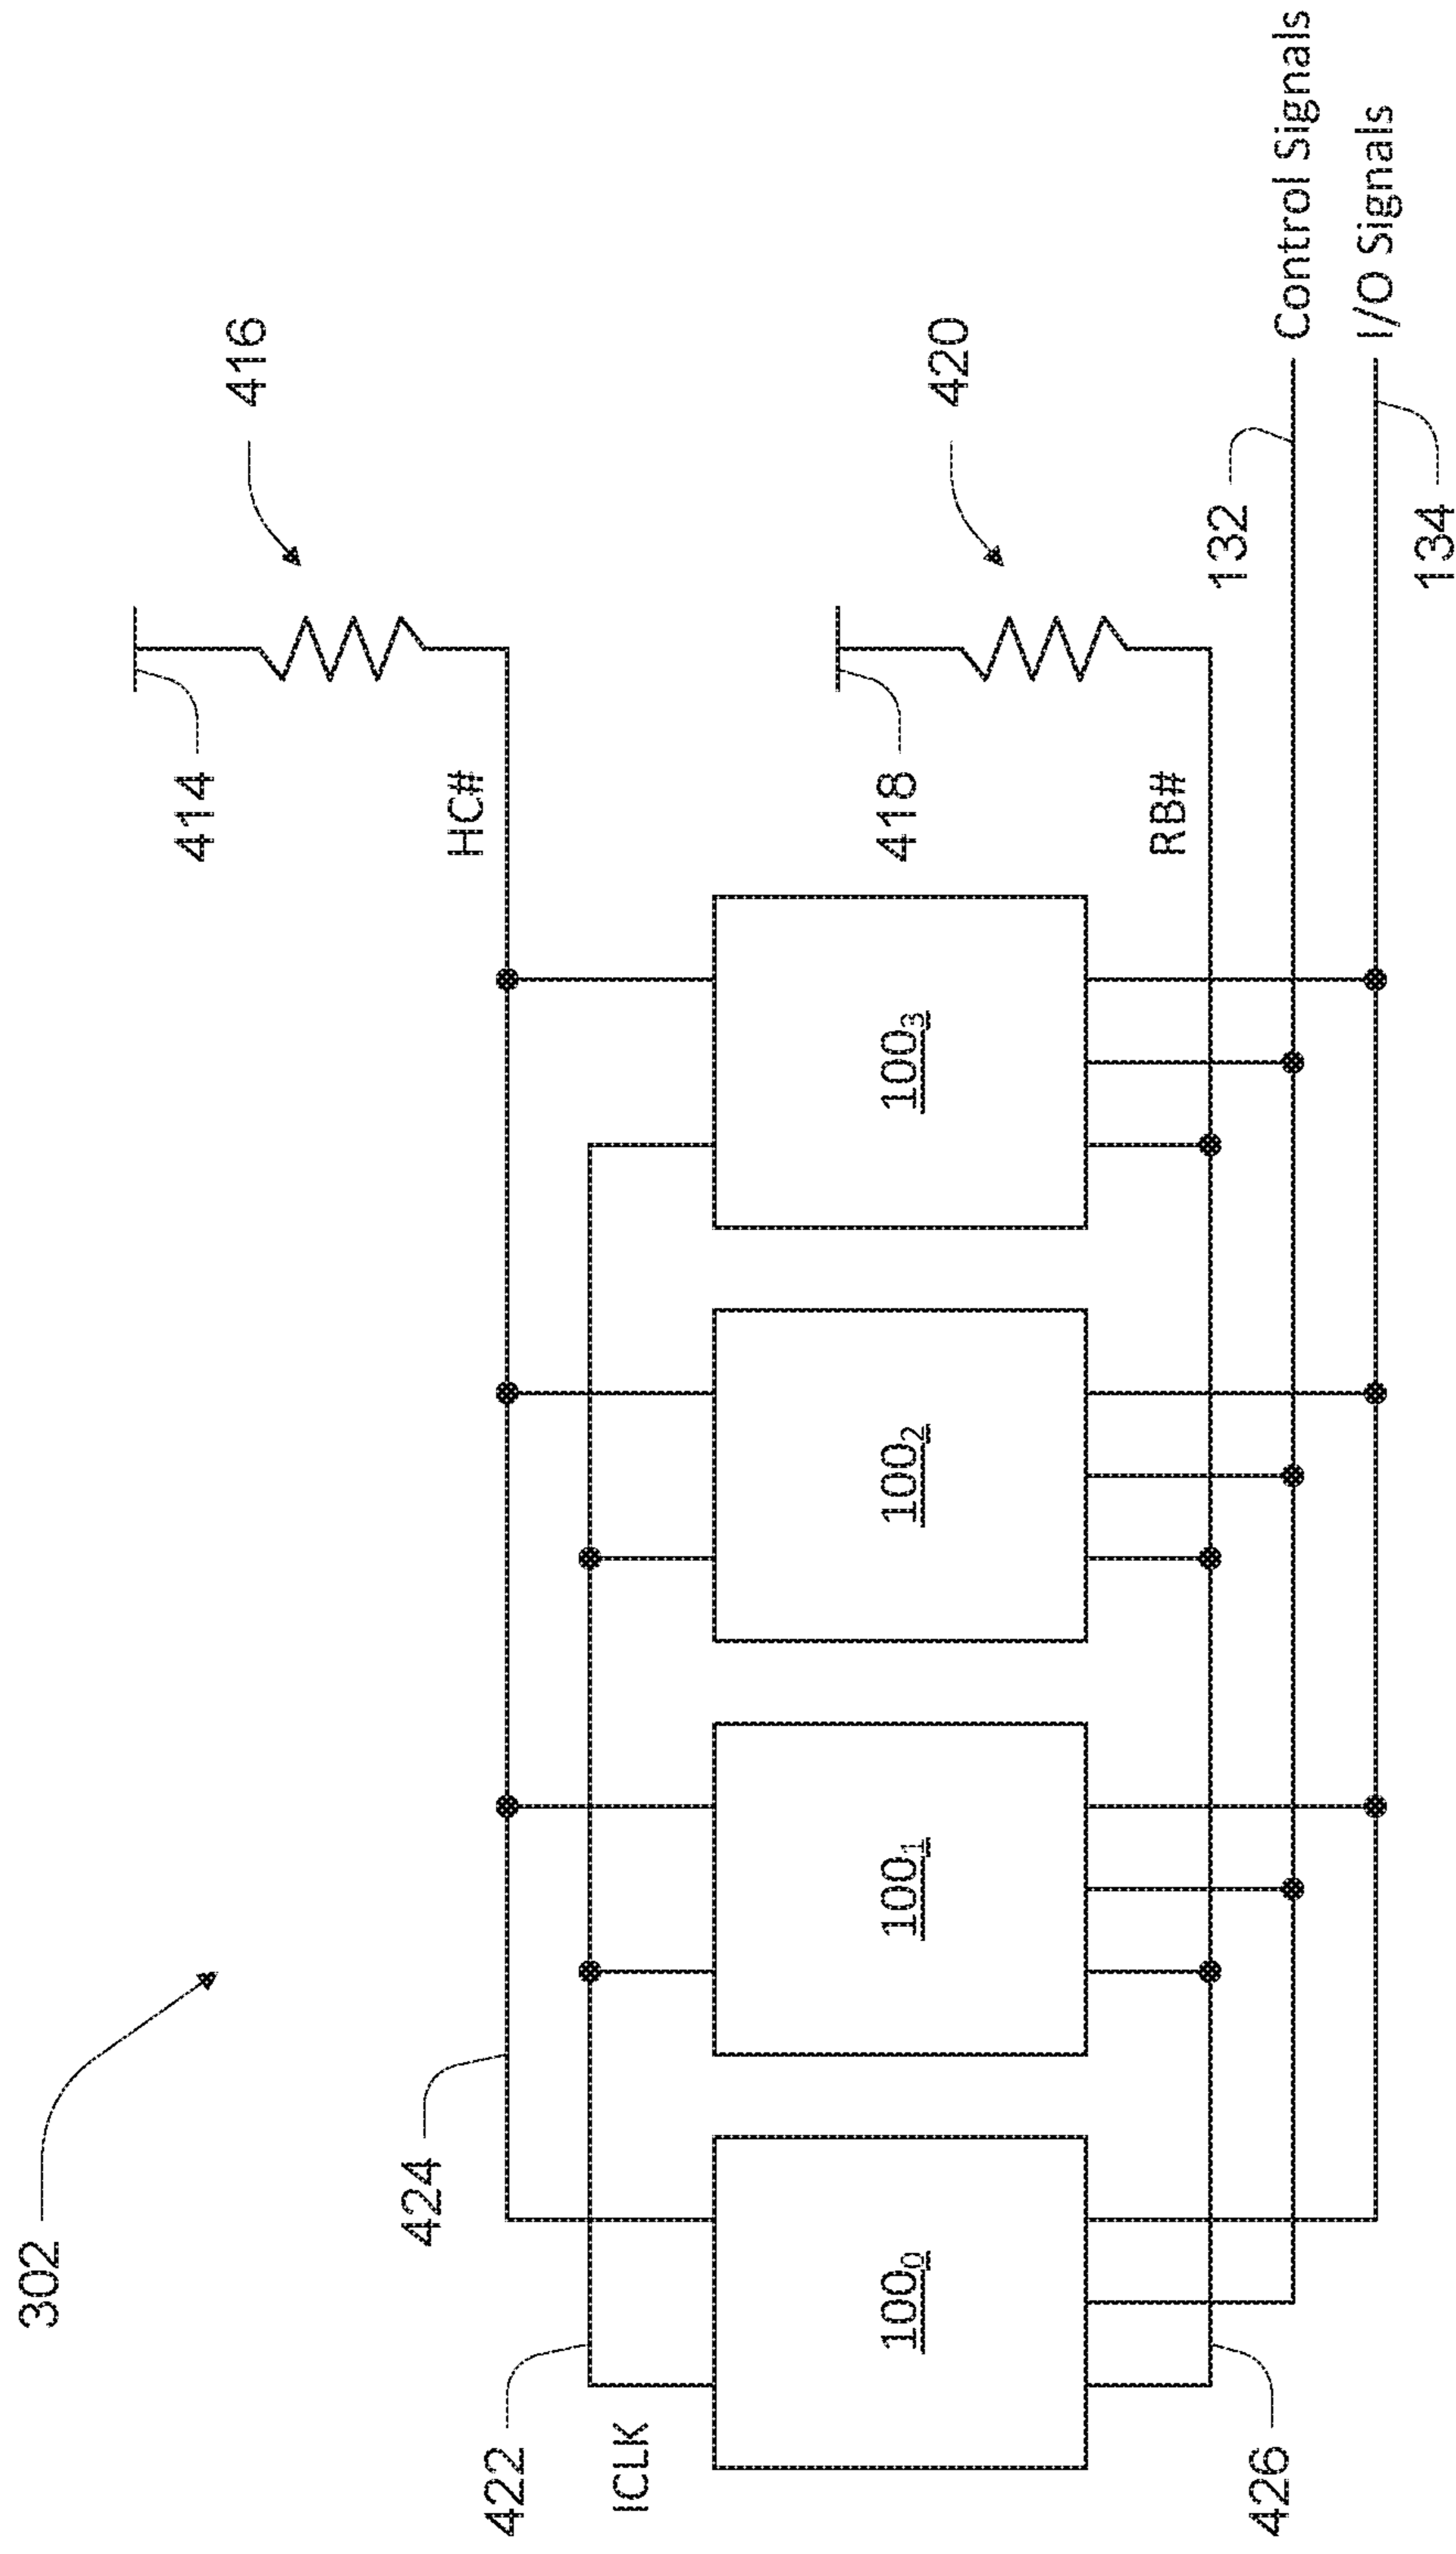 302
424
422
ICLK
414
416
HC#
100₀
100₁
100₂
100₃
418
420
RB#
426
132
Control Signals
134
I/O Signals